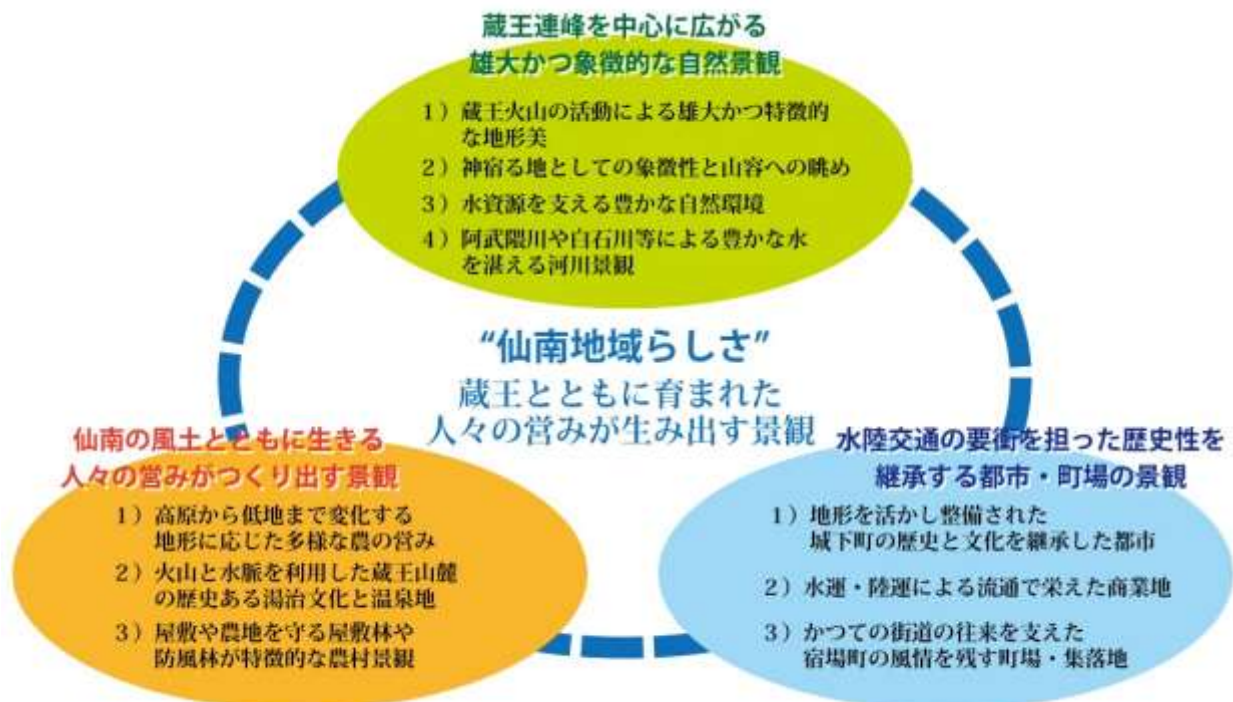 蔵王連峰を中心に広がる
雄大かつ象徴的な自然景観
1）蔵王火山の活動による雄大かつ特徴的
な地形美
2）神宿る地としての象徴性と山容への眺め
3）水資源を支える豊かな自然環境
4）阿武隈川や白石川等による豊かな水
を湛える河川景観
“仙南地域らしさ”
蔵王とともに育まれた
人々の営みが生み出す景観
仙南の風土とともに生きる
人々の営みがつくり出す景観
1）高原から低地まで変化する
地形に応じた多様な農の営み
2）火山と水脈を利用した蔵王山麓
の歴史ある湯治文化と温泉地
3）屋敷や農地を守る屋敷林や
防風林が特徴的な農村景観
水陸交通の要衝を担った歴史性を
継承する都市・町場の景観
1）地形を活かし整備された
城下町の歴史と文化を継承した都市
2）水運・陸運による流通で栄えた商業地
3）かつての街道の往来を支えた
宿場町の風情を残す町場・集落地